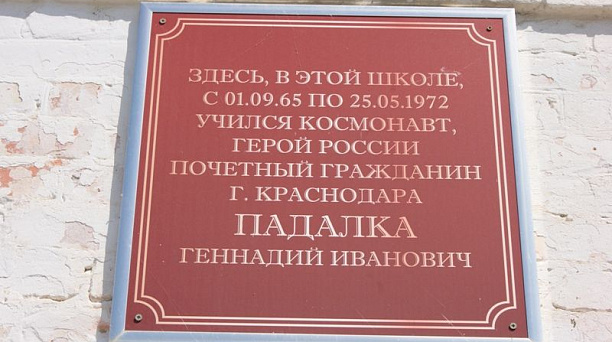 ЗДЕСЬ, В ЭТОЙ ШКОЛЕ,
С 01.09.65 ПО 25.05.1972
УЧИЛСЯ КОСМОНАВТ,
ГЕРОЙ РОССИИ
ПОЧЕТНЫЙ ГРАЖДАНИН
Г. КРАСНОДАРА
ПАДАЛКА
ГЕННАДИЙ ИВАНОВИЧ